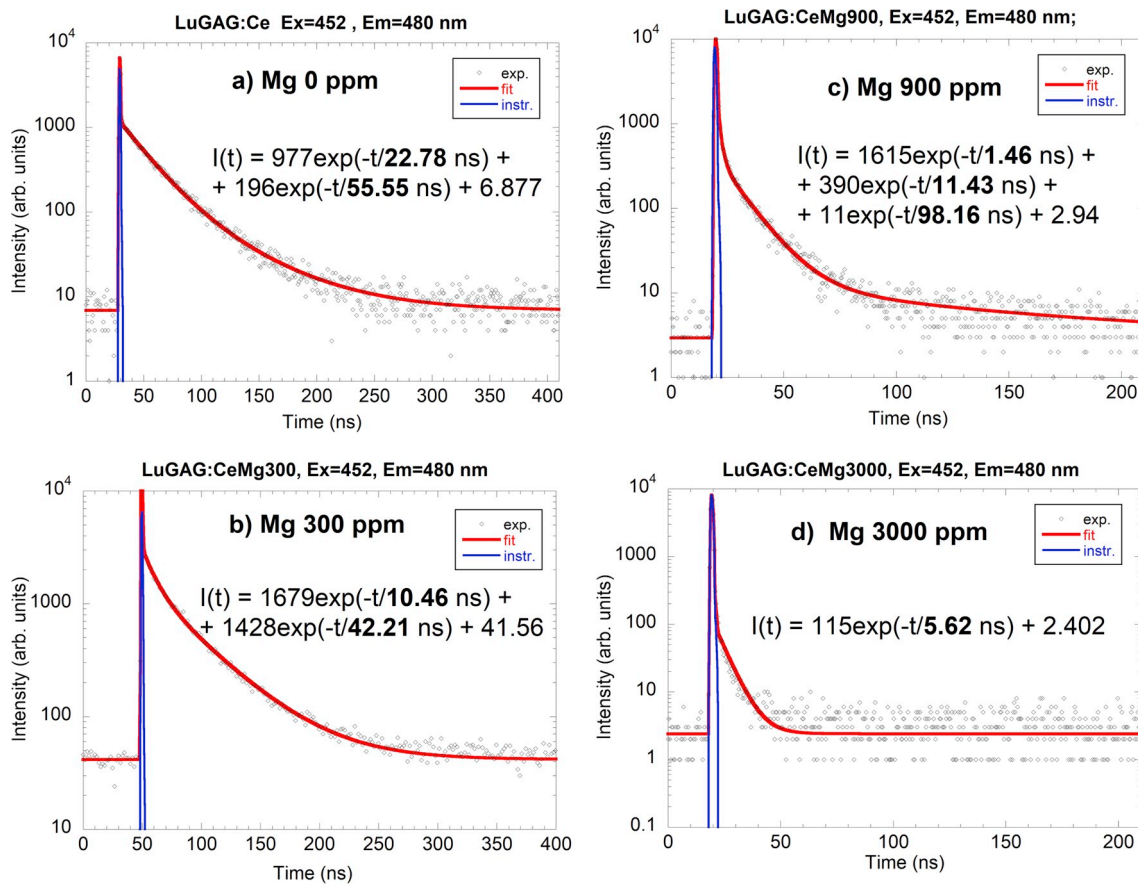 LuGAG:Ce Ex=452 , Em=480 nm
10^4
1000
100
10
1
Intensity (arb. units)
a) Mg 0 ppm
exp.
fit
instr.
I(t) = 977exp(-t/22.78 ns) +
+ 196exp(-t/55.55 ns) + 6.877
0 50 100 150 200 250 300 350 400
Time (ns)
LuGAG:CeMg900, Ex=452, Em=480 nm;
10^4
1000
100
10
1
Intensity (arb. units)
c) Mg 900 ppm
exp.
fit
instr.
I(t) = 1615exp(-t/1.46 ns) +
+ 390exp(-t/11.43 ns) +
+ 11exp(-t/98.16 ns) + 2.94
0 50 100 150 200
Time (ns)
LuGAG:CeMg300, Ex=452, Em=480 nm
10^4
1000
100
10
Intensity (arb. units)
b) Mg 300 ppm
exp.
fit
instr.
I(t) = 1679exp(-t/10.46 ns) +
+ 1428exp(-t/42.21 ns) + 41.56
0 50 100 150 200 250 300 350 400
Time (ns)
LuGAG:CeMg3000, Ex=452, Em=480 nm
10^4
1000
100
10
1
0.1
Intensity (arb. units)
d) Mg 3000 ppm
exp.
fit
instr.
I(t) = 115exp(-t/5.62 ns) + 2.402
0 50 100 150 200
Time (ns)